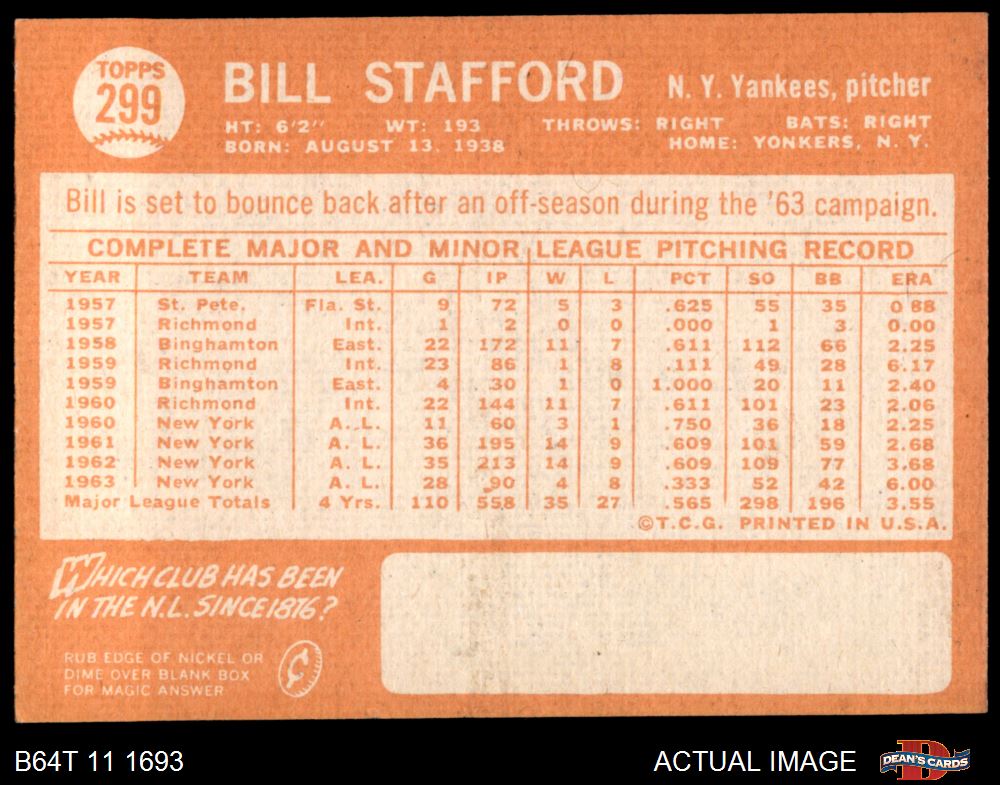 TOPPS
299
BILL STAFFORD N. Y. Yankees, pitcher
HT: 6'2" WT: 193 THROWS: RIGHT BATS: RIGHT
BORN: AUGUST 13, 1938 HOME: YONKERS, N. Y.
Bill is set to bounce back after an off-season during the '63 campaign.
COMPLETE MAJOR AND MINOR LEAGUE PITCHING RECORD
YEAR TEAM LEA. G IP W L PCT SO BB ERA
1957 St. Pete. Fla. St. 9 72 5 3 .625 55 35 0.88
1957 Richmond Int. 1 2 0 0 .000 1 3 0.00
1958 Binghamton East. 22 172 11 7 .611 112 66 2.25
1959 Richmond Int. 23 86 1 8 .111 49 28 6.17
1959 Binghamton East. 4 30 1 0 1.000 20 11 2.40
1960 Richmond Int. 22 144 11 7 .611 101 23 2.06
1960 New York A. L. 11 60 3 1 .750 36 18 2.25
1961 New York A. L. 36 195 14 9 .609 101 59 2.68
1962 New York A. L. 35 213 14 9 .609 109 77 3.68
1963 New York A. L. 28 90 4 8 .333 52 42 6.00
Major League Totals 4 Yrs. 110 558 35 27 .565 298 196 3.55
©T.C.G. PRINTED IN U.S.A.
WHICH CLUB HAS BEEN
IN THE N.L. SINCE 1876?
RUB EDGE OF NICKEL OR
DIME OVER BLANK BOX
FOR MAGIC ANSWER
B64T 11 1693 ACTUAL IMAGE DEAN'S CARDS